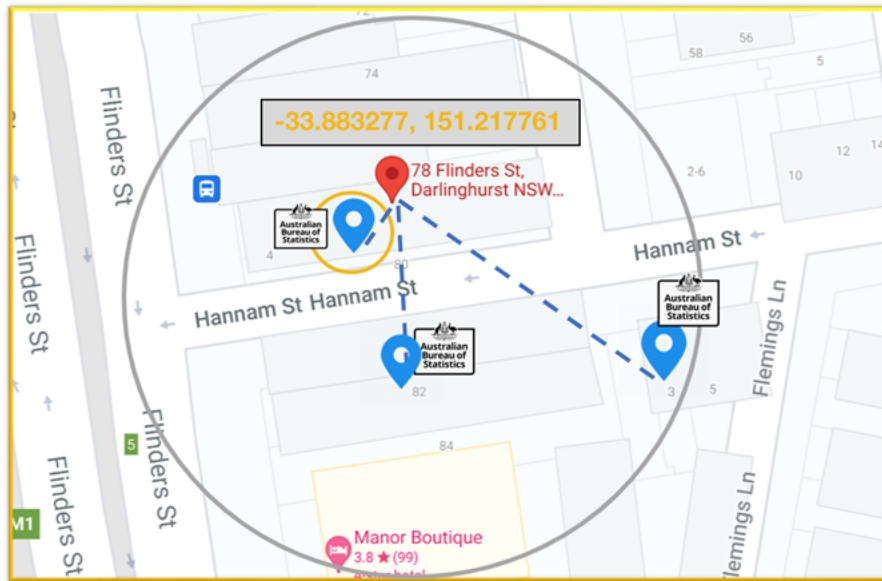 72
74
-33.883277, 151.217761
78 Flinders St,
Darlinghurst NSW...
Australian
Bureau of
Statistics
4
80
Flinders St
Flinders St
Flinders St
Flinders St
Hannam St Hannam St
Hannam St
58
56
5
2-6
10
12
14
Australian
Bureau of
Statistics
Australian
Bureau of
Statistics
82
3
5
Flemings Ln
Flemings Ln
84
5
M1
Manor Boutique
3.8 ★ (99)